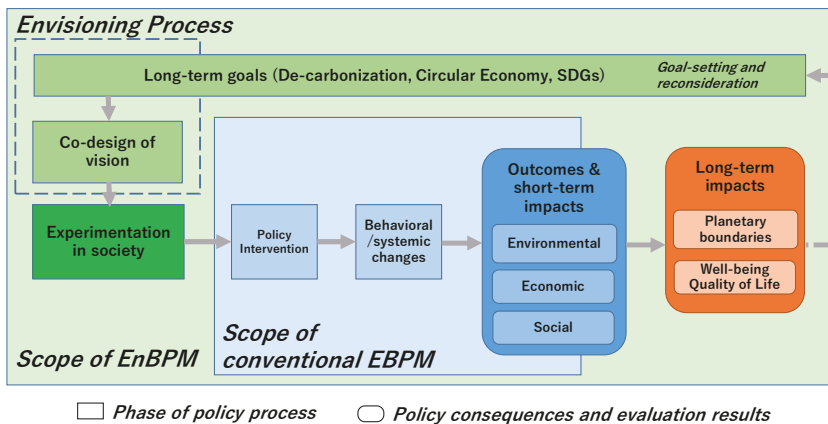 Envisioning Process
Long-term goals (De-carbonization, Circular Economy, SDGs)
Goal-setting and
reconsideration
Co-design of
vision
Experimentation
in society
Policy
Intervention
Behavioral
/systemic
changes
Outcomes &
short-term
impacts
Environmental
Economic
Social
Long-term
impacts
Planetary
boundaries
Well-being
Quality of Life
Scope of EnBPM
Scope of
conventional EBPM
Phase of policy process
Policy consequences and evaluation results